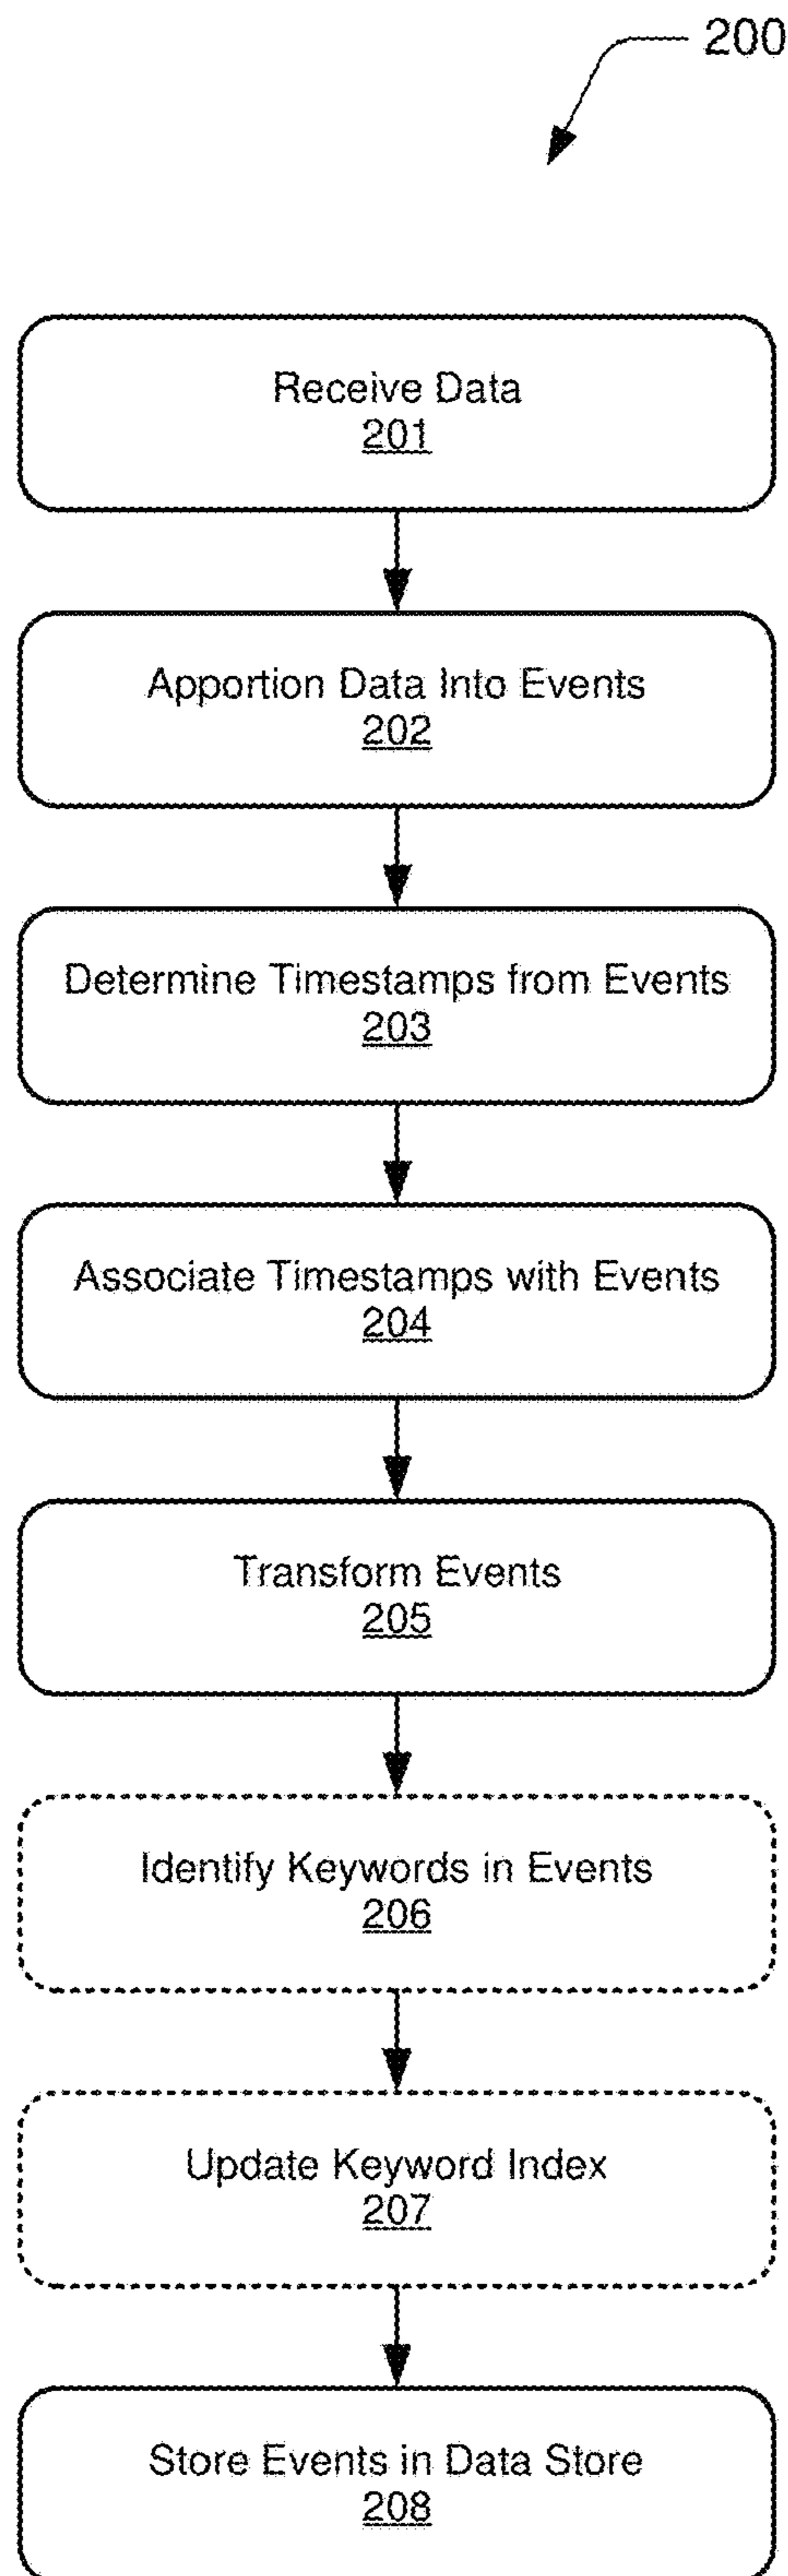 200
Receive Data
201
Apportion Data Into Events
202
Determine Timestamps from Events
203
Associate Timestamps with Events
204
Transform Events
205
Identify Keywords in Events
206
Update Keyword Index
207
Store Events in Data Store
208